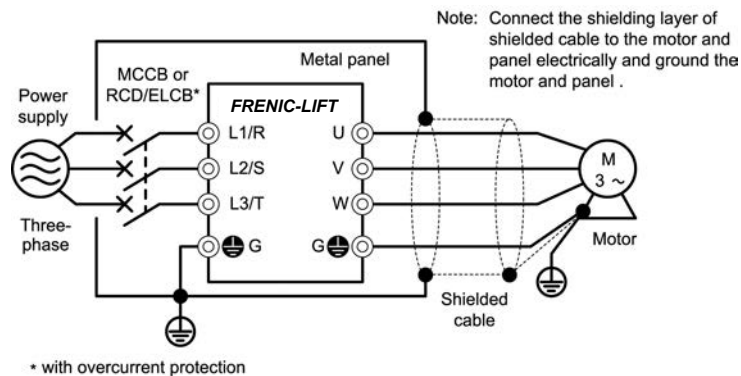 Note: Connect the shielding layer of
shielded cable to the motor and
panel electrically and ground the
motor and panel .
Metal panel
MCCB or
RCD/ELCB*
Power
supply
FRENIC-LIFT
L1/R
U
L2/S
V
L3/T
W
G
G
M
3 ~
Three-
phase
Motor
Shielded
cable
* with overcurrent protection